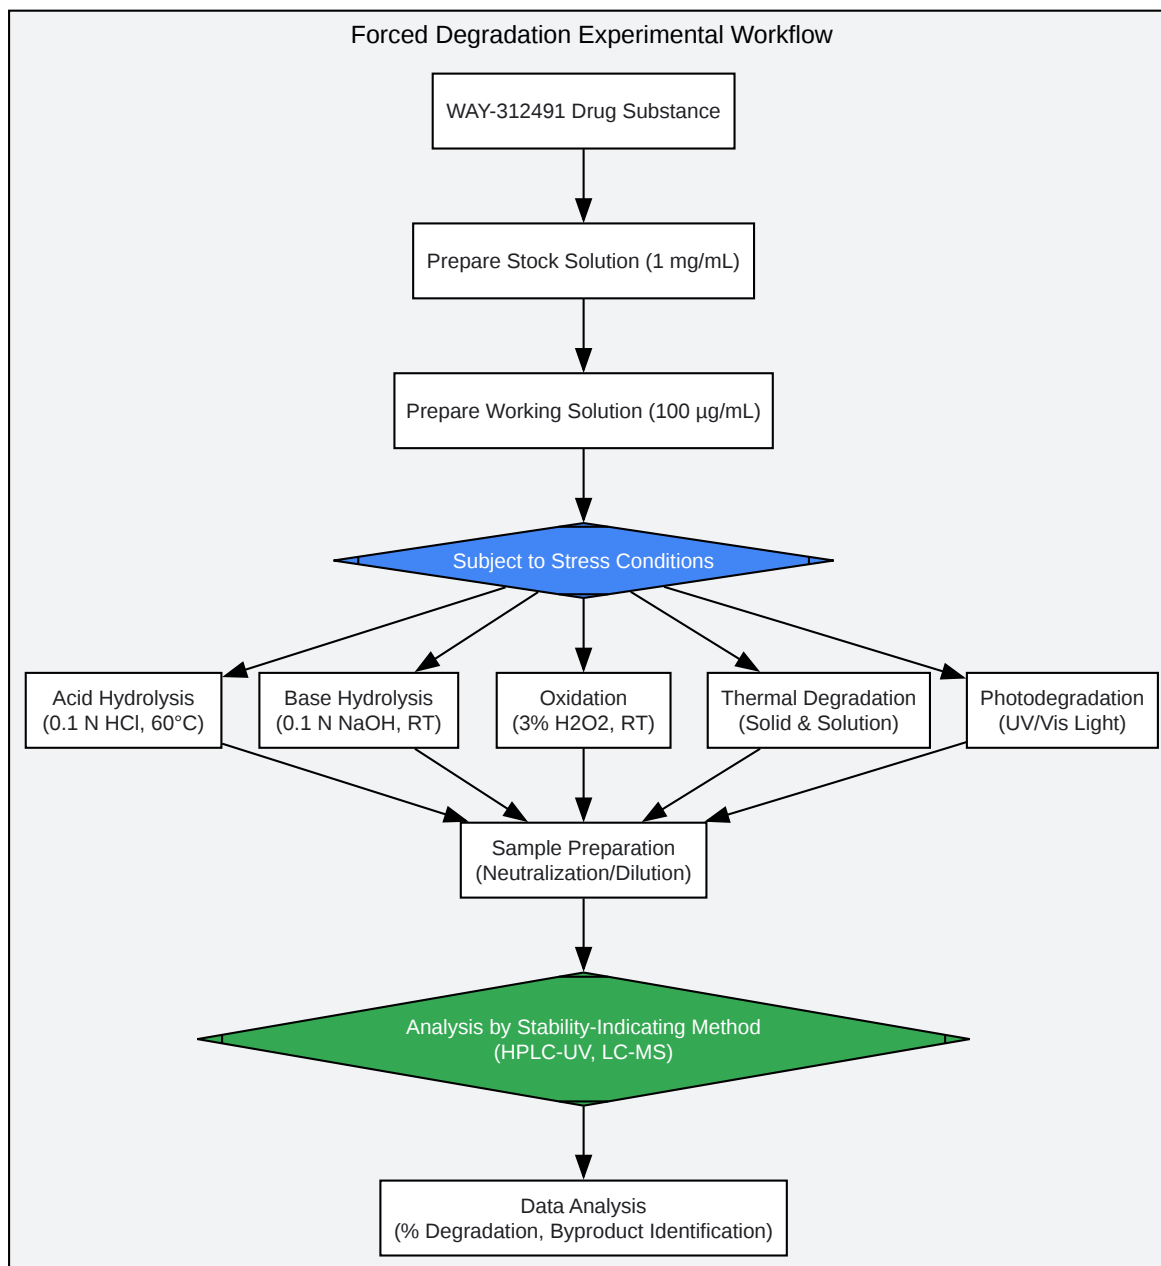 Forced Degradation Experimental Workflow
WAY-312491 Drug Substance
Prepare Stock Solution (1 mg/mL)
Prepare Working Solution (100 µg/mL)
Subject to Stress Conditions
Acid Hydrolysis
(0.1 N HCl, 60°C)
Base Hydrolysis
(0.1 N NaOH, RT)
Oxidation
(3% H2O2, RT)
Thermal Degradation
(Solid & Solution)
Photodegradation
(UV/Vis Light)
Sample Preparation
(Neutralization/Dilution)
Analysis by Stability-Indicating Method
(HPLC-UV, LC-MS)
Data Analysis
(% Degradation, Byproduct Identification)